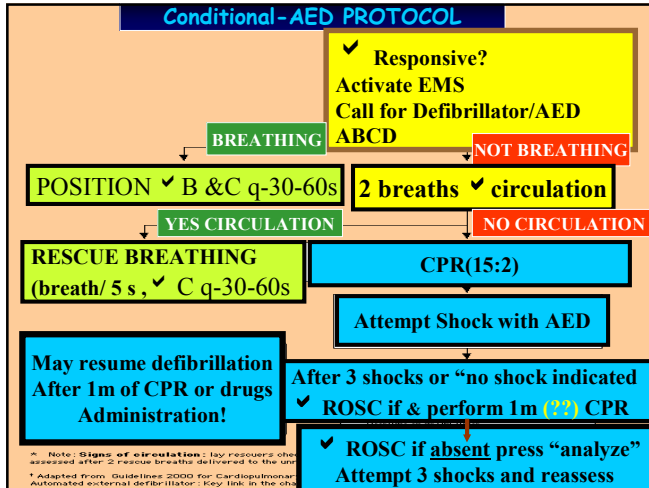 Conditional-AED PROTOCOL
✔ Responsive?
Activate EMS
Call for Defibrillator/AED
ABCD
BREATHING
NOT BREATHING
POSITION ✔ B &C q-30-60s
2 breaths ✔ circulation
YES CIRCULATION
NO CIRCULATION
RESCUE BREATHING
(breath/ 5 s , ✔ C q-30-60s
CPR(15:2)
Attempt Shock with AED
May resume defibrillation
After 1m of CPR or drugs
Administration!
After 3 shocks or “no shock indicated
✔ ROSC if & perform 1m (??) CPR
✔ ROSC if absent press “analyze”
Attempt 3 shocks and reassess
* Note: Signs of circulation: lay rescuers
assessed after 2 rescue breaths delivered to the
† Adapted from Guidelines 2000 for
Automated external defibrillator: Key link in the